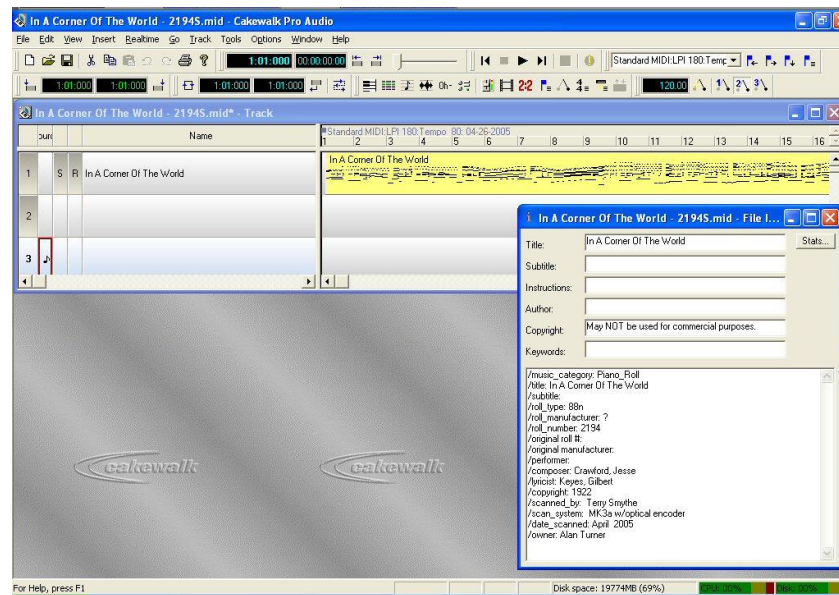 In A Corner Of The World - 2194S.mid - Cakewalk Pro Audio
File Edit View Insert Realtime Go Track Tools Options Window Help
1:01:000 00:00:00:00 Standard MIDI:LPI 180:Temp
1:01:000 1:01:000 1:01:000 1:01:000 2:2 120.00 1 2 3
In A Corner Of The World - 2194S.mid* - Track
Name
Standard MIDI:LPI 180:Tempo 80: 04-26-2005
1 2 3 4 5 6 7 8 9 10 11 12 13 14 15 16
1 S R In A Corner Of The World
In A Corner Of The World
2
3
In A Corner Of The World - 2194S.mid - File I...
Title: In A Corner Of The World Stats...
Subtitle:
Instructions:
Author:
Copyright: May NOT be used for commercial purposes.
Keywords:
/music_category: Piano_Roll
/title: In A Corner Of The World
/subtitle:
/roll_type: 88n
/roll_manufacturer: ?
/roll_number: 2194
/original roll #:
/original manufacturer:
/performer:
/composer: Crawford, Jesse
/lyricist: Keyes, Gilbert
/copyright: 1922
/scanned_by: Terry Smythe
/scan_system: MK3a w/optical encoder
/date_scanned: April 2005
/owner: Alan Turner
cakewalk cakewalk
For Help, press F1 Disk space: 19774MB (69%) CPU: 00% Disk: 00%